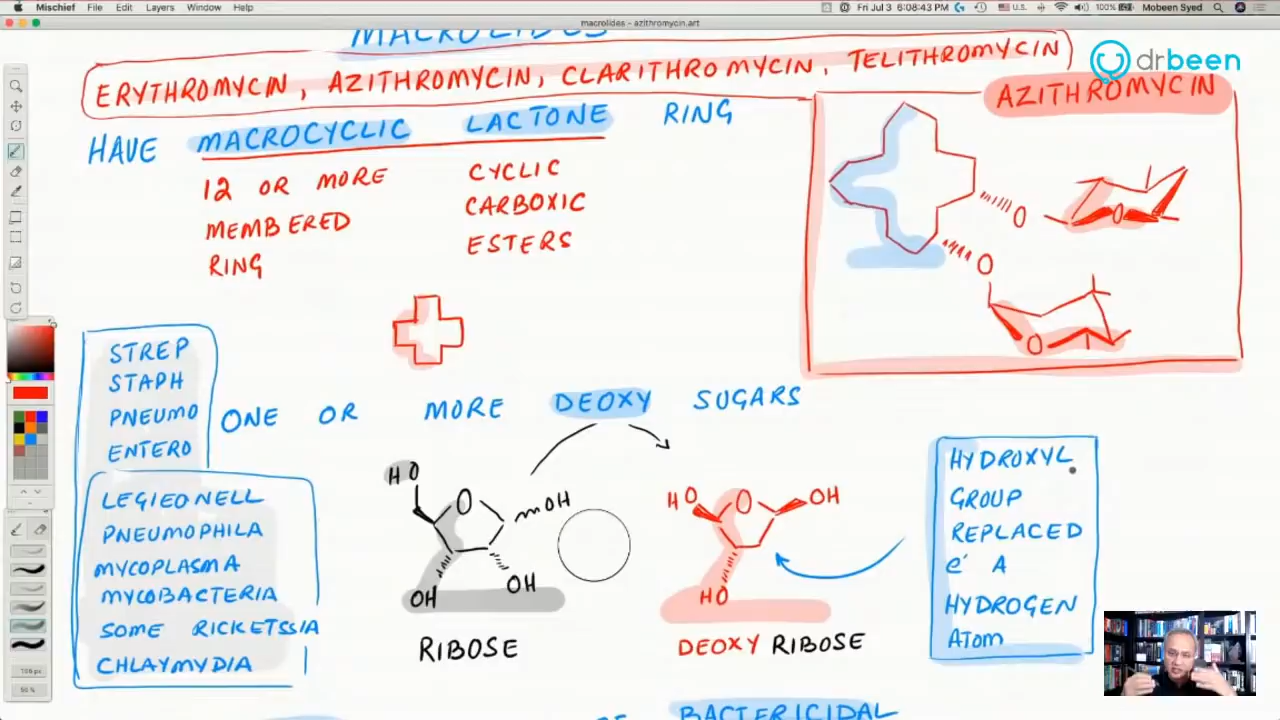 Mischief File Edit Layers Window Help
Fri Jul 3 6:08:43 PM
U.S.
100%
Mobeen Syed
macrolides - azithromycin.art
MACROLIDES
drbeen
ERYTHROMYCIN, AZITHROMYCIN, CLARITHROMYCIN, TELITHROMYCIN
AZITHROMYCIN
HAVE MACROCYCLIC LACTONE RING
12 OR MORE
MEMBERED
RING
CYCLIC
CARBOXIC
ESTERS
O
O
O
O
STREP
STAPH
PNEUMO
ENTERO
LEGIEONELL
PNEUMOPHILA
MYCOPLASMA
MYCOBACTERIA
SOME RICKETSSIA
CHLAYMYDIA
ONE OR MORE DEOXY SUGARS
HO
O
OH
OH
OH
RIBOSE
HO
O
OH
HO
DEOXY RIBOSE
HYDROXYL
GROUP
REPLACED
c̄ A
HYDROGEN
ATOM
BACTERICIDAL